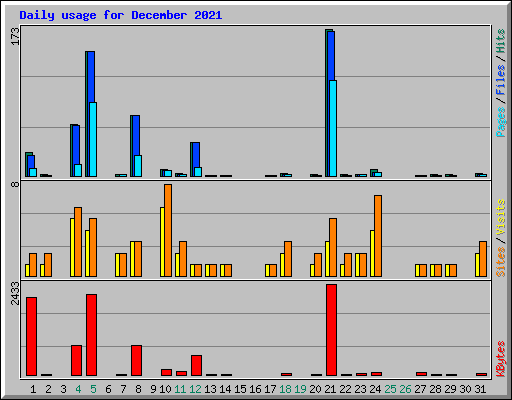 Daily usage for December 2021
173
8
2433
Pages / Files / Hits
Sites / Visits
KBytes
1 2 3 4 5 6 7 8 9 10 11 12 13 14 15 16 17 18 19 20 21 22 23 24 25 26 27 28 29 30 31